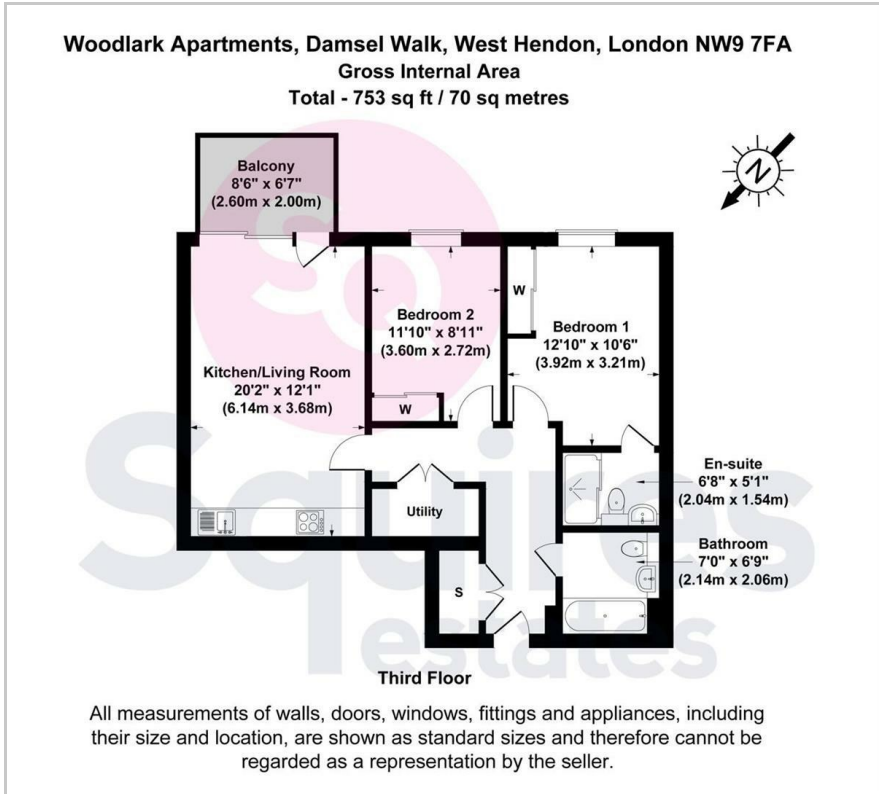 Woodlark Apartments, Damsel Walk, West Hendon, London NW9 7FA
Gross Internal Area
Total - 753 sq ft / 70 sq metres
N
Balcony
8'6" x 6'7"
(2.60m x 2.00m)
W
Bedroom 2
11'10" x 8'11"
(3.60m x 2.72m)
Bedroom 1
12'10" x 10'6"
(3.92m x 3.21m)
Kitchen/Living Room
20'2" x 12'1"
(6.14m x 3.68m)
W
En-suite
6'8" x 5'1"
(2.04m x 1.54m)
Utility
Bathroom
7'0" x 6'9"
(2.14m x 2.06m)
S
SQ
Squires
estates
Third Floor
All measurements of walls, doors, windows, fittings and appliances, including
their size and location, are shown as standard sizes and therefore cannot be
regarded as a representation by the seller.